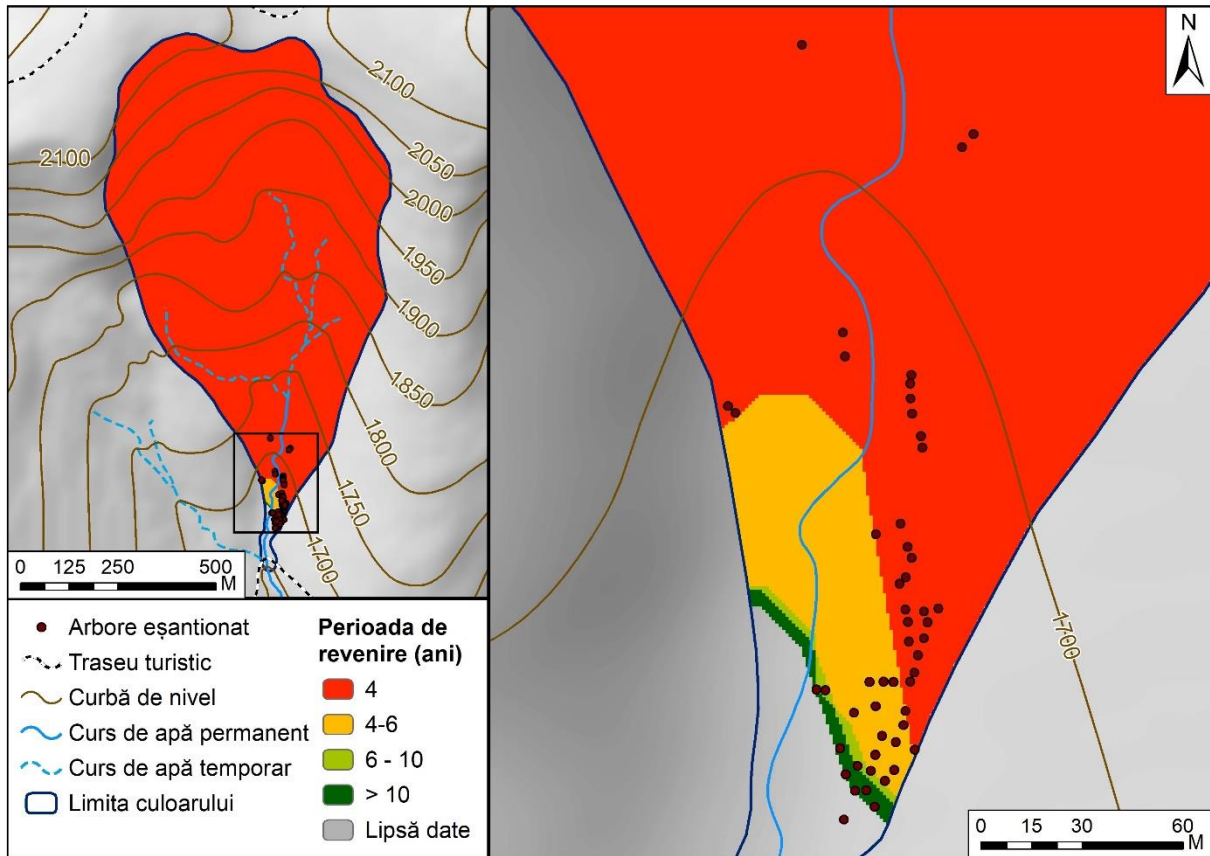 2100
2100
2050
2000
1950
1900
1850
1800
1750
1700
0 125 250 500
M
N
1700
0 15 30 60
M
Arbore eșantionat
Traseu turistic
Curbă de nivel
Curs de apă permanent
Curs de apă temporar
Limita culoarului
Perioada de
revenire (ani)
4
4-6
6 - 10
> 10
Lipsă date